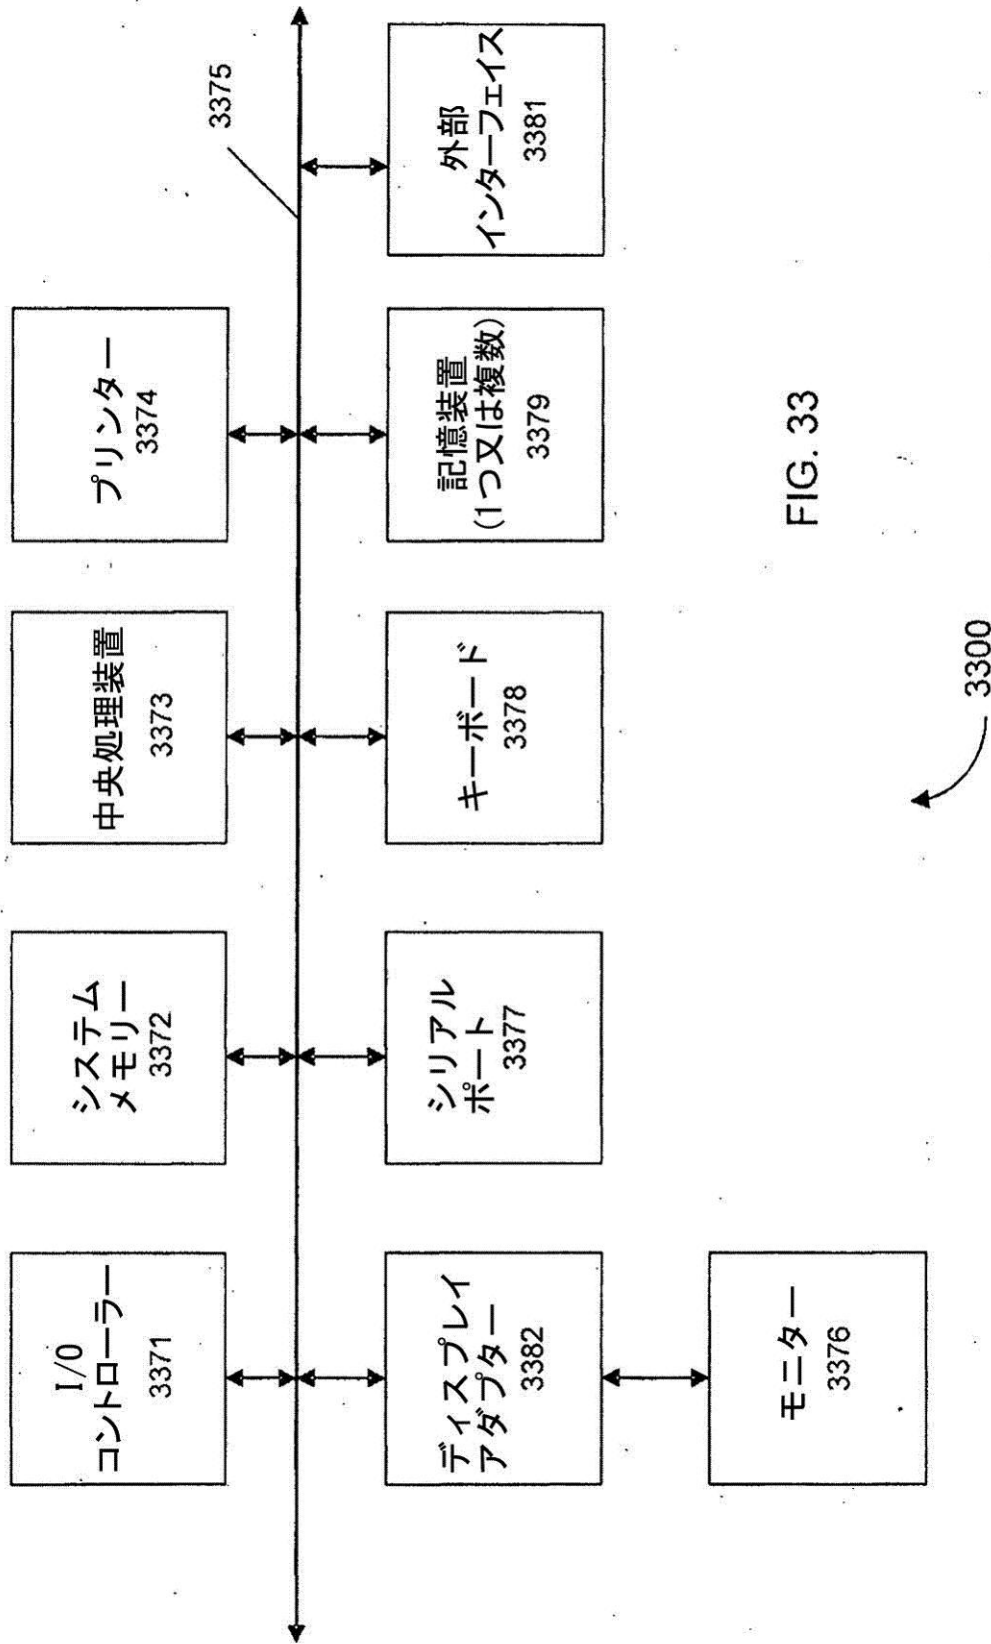 I/O
コントローラー
3371
システム
メモリー
3372
中央処理装置
3373
プリンター
3374
3375
ディスプレイ
アダプター
3382
シリアル
ポート
3377
キーボード
3378
記憶装置
(1つ又は複数)
3379
外部
インターフェイス
3381
モニター
3376
3300
FIG. 33